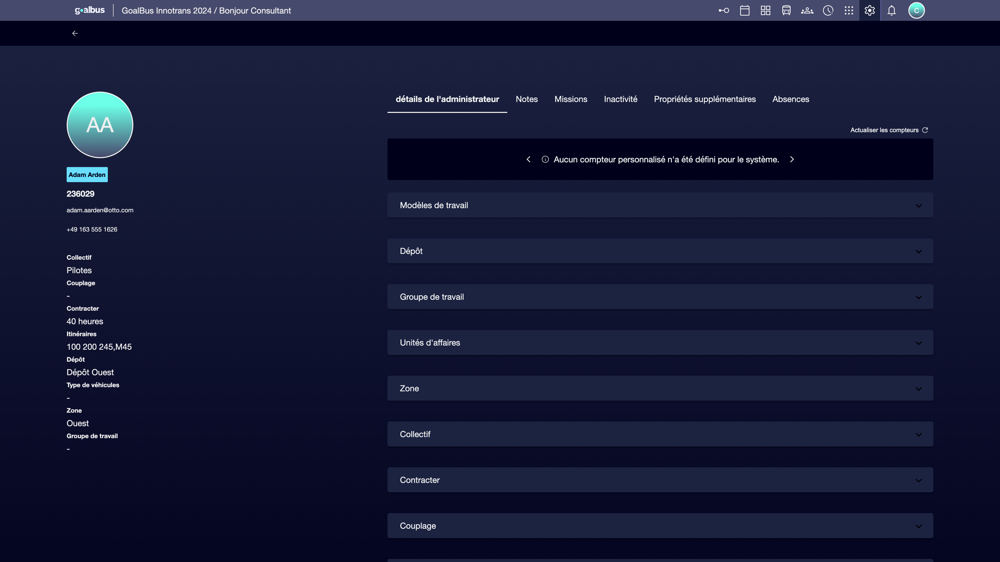 goalbus
GoalBus Innotrans 2024 / Bonjour Consultant
C
AA
Adam Arden
236029
adam.aarden@otto.com
+49 163 555 1626
Collectif
Pilotes
Couplage
-
Contracter
40 heures
Itinéraires
100 200 245,M45
Dépôt
Dépôt Ouest
Type de véhicules
-
Zone
Ouest
Groupe de travail
-
détails de l'administrateur Notes Missions Inactivité Propriétés supplémentaires Absences
Actualiser les compteurs
Aucun compteur personnalisé n'a été défini pour le système.
Modèles de travail
Dépôt
Groupe de travail
Unités d'affaires
Zone
Collectif
Contracter
Couplage